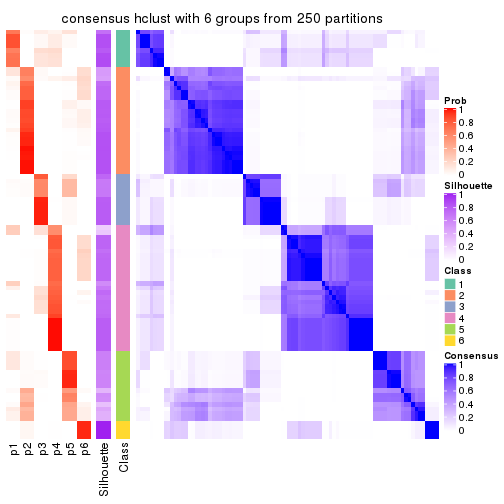 consensus hclust with 6 groups from 250 partitions
Prob
1
0.8
0.6
0.4
0.2
0
Silhouette
1
0.8
0.6
0.4
0.2
0
Class
1
2
3
4
5
6
Consensus
1
0.8
0.6
0.4
0.2
0
p1
p2
p3
p4
p5
p6
Silhouette
Class